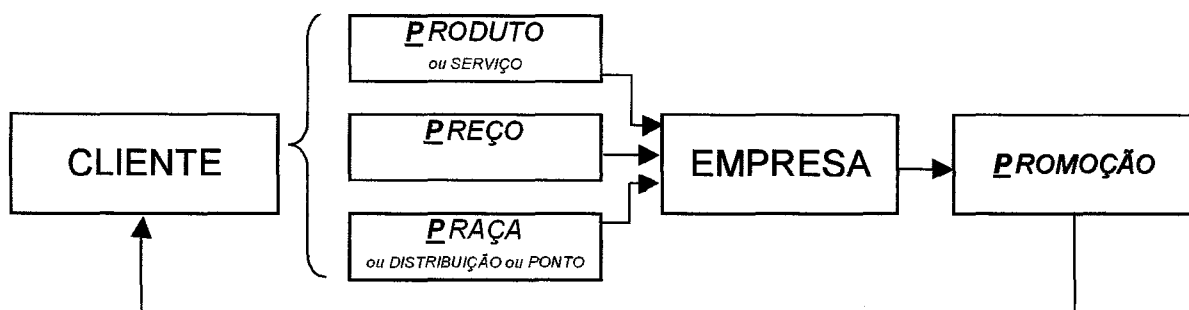 CLIENTE
PRODUTO
ou SERVIÇO
PREÇO
PRAÇA
ou DISTRIBUIÇÃO ou PONTO
EMPRESA
PROMOÇÃO